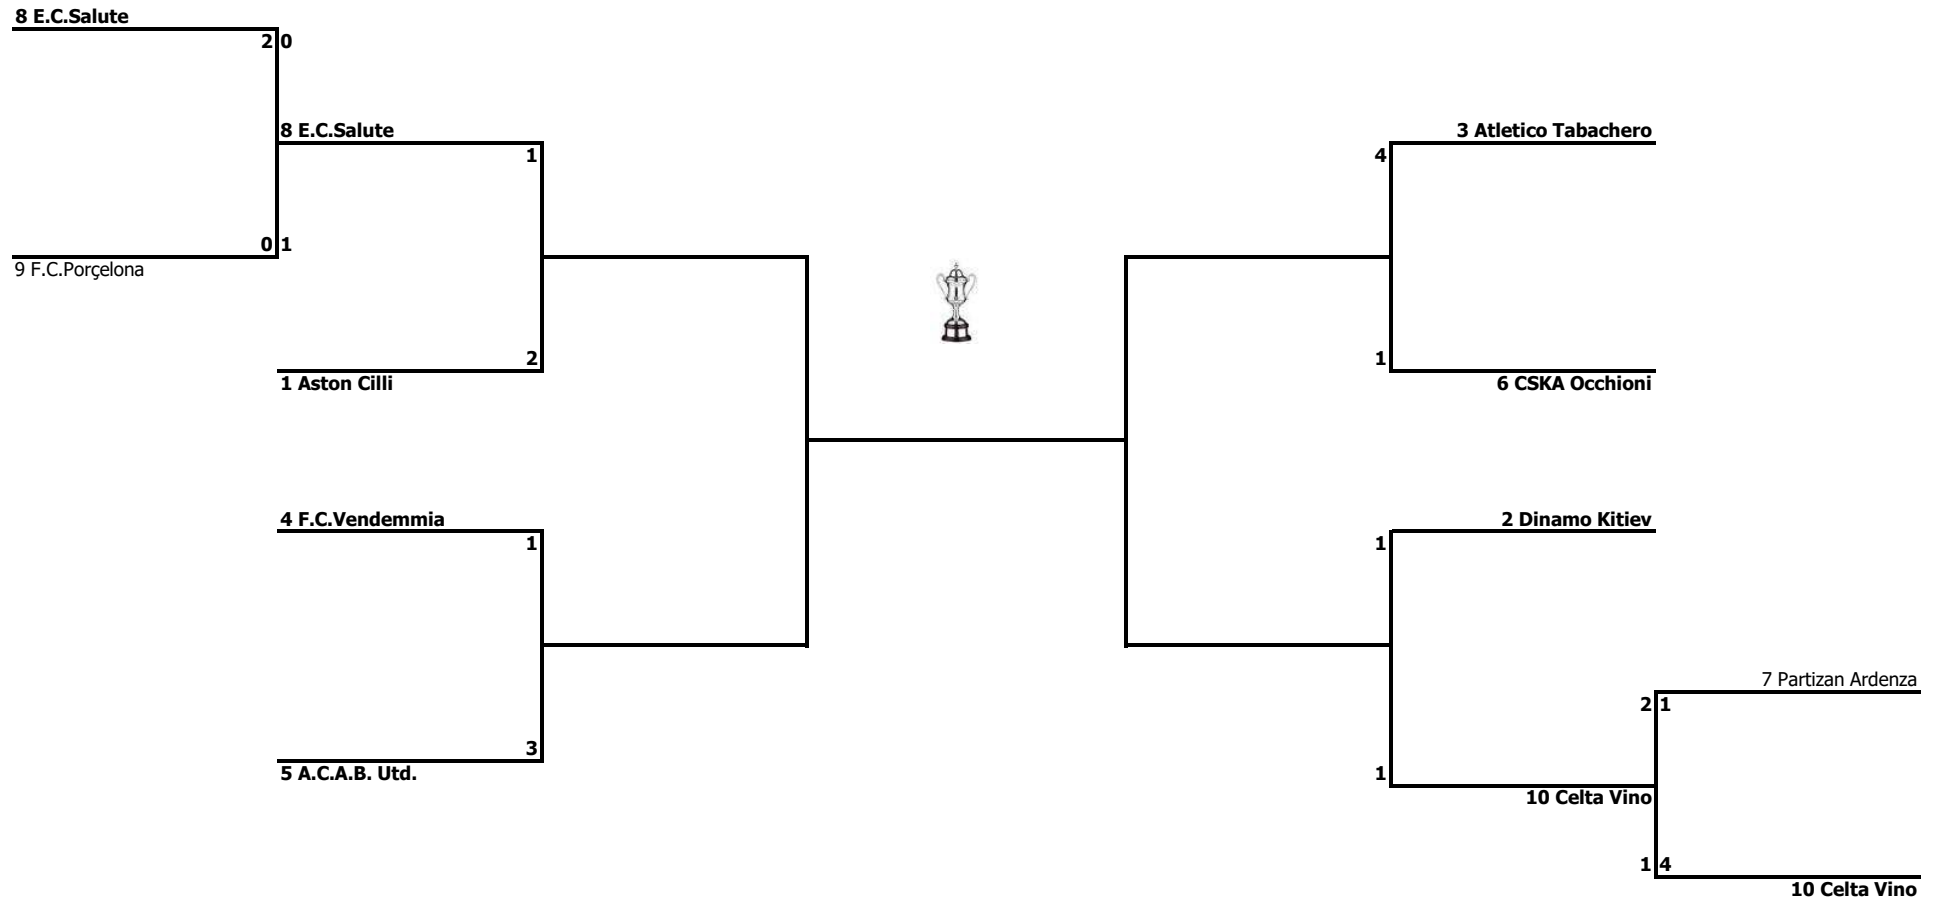 8 E.C.Salute
2 0
8 E.C.Salute
3 Atletico Tabachero
1
4
0 1
9 F.C.Porçelona
2
1
1 Aston Cilli
6 CSKA Occhioni
4 F.C.Vendemmia
2 Dinamo Kitiev
1
1
7 Partizan Ardenza
2 1
3
5 A.C.A.B. Utd.
1
10 Celta Vino
1 4
10 Celta Vino